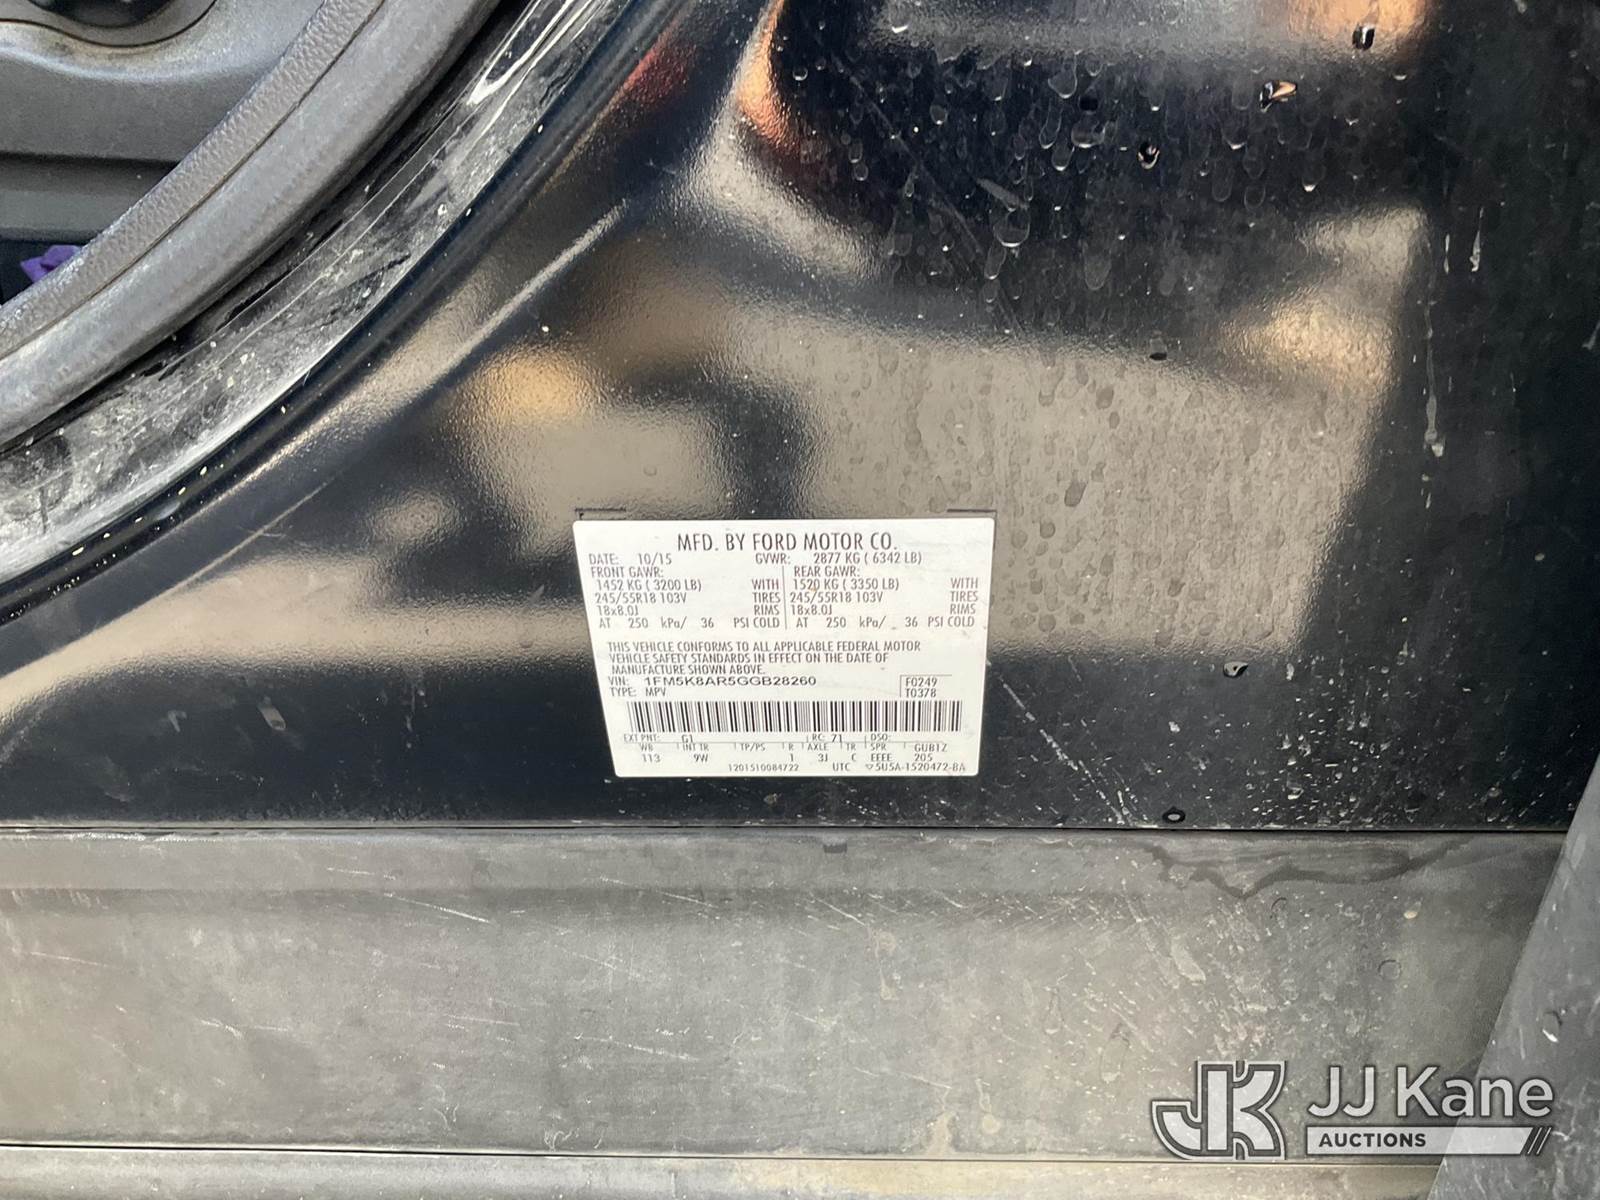 MFD. BY FORD MOTOR CO.
DATE: 10/15 GVWR: 2877 KG ( 6342 LB)
FRONT GAWR: REAR GAWR:
1452 KG ( 3200 LB) WITH 1520 KG ( 3350 LB) WITH
245/55R18 103V TIRES 245/55R18 103V TIRES
18x8.0J RIMS 18x8.0J RIMS
AT 250 kPa/ 36 PSI COLD AT 250 kPa/ 36 PSI COLD
THIS VEHICLE CONFORMS TO ALL APPLICABLE FEDERAL MOTOR
VEHICLE SAFETY STANDARDS IN EFFECT ON THE DATE OF
MANUFACTURE SHOWN ABOVE.
VIN: 1FM5K8AR5GGB28260 F0249
TYPE: MPV T0378
EXT PNT: G1 RC: 71 DSO:
WB INT TR TP/PS R AXLE TR SPR GUB1Z
113 9W 1 3J C EEEE 205
1201510084722 UTC 5U5A-1520472-BA
JJ Kane
AUCTIONS